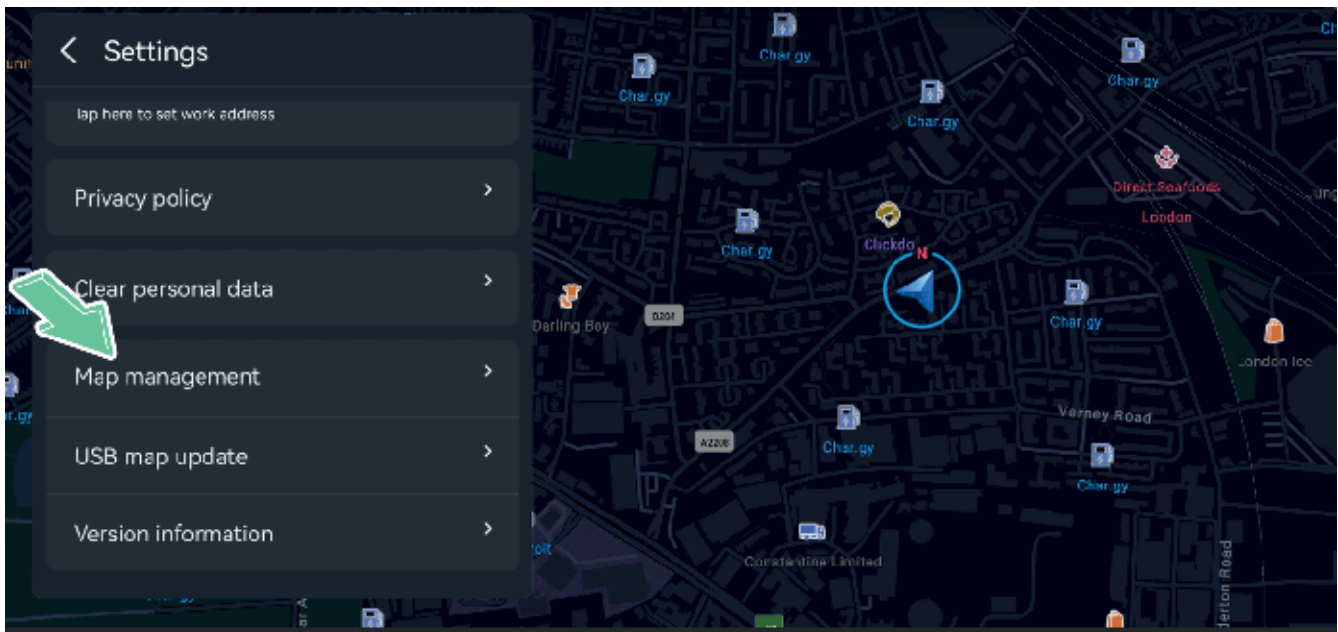 Settings
Tap here to set work address
Privacy policy
Clear personal data
Map management
USB map update
Version information
Char.gy
Char.gy
Char.gy
Char.gy
Direct Seafoods
London
Char.gy
Clickdo
N
Darling Boy
Char.gy
London Ice
Verney Road
A2208
Char.gy
Char.gy
Constantine Limited